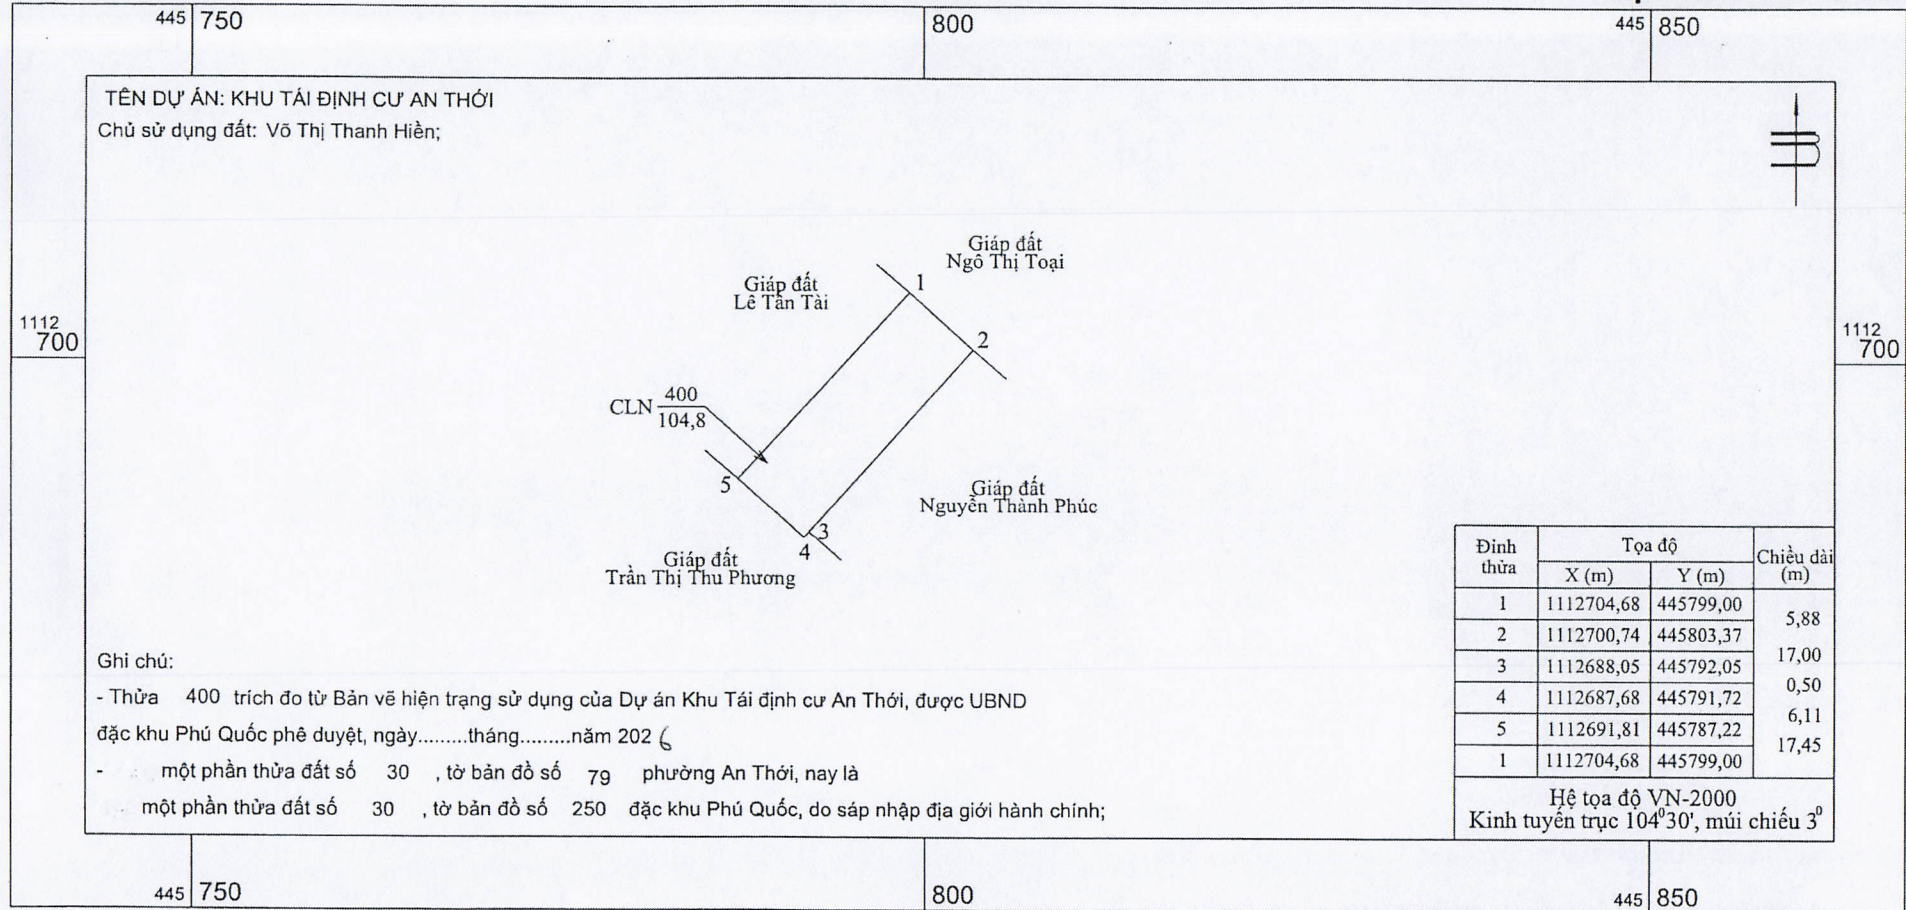 445 750
800
445 850
TÊN DỰ ÁN: KHU TÁI ĐỊNH CƯ AN THỚI
Chủ sử dụng đất: Võ Thị Thanh Hiền;
Giáp đất
Ngô Thị Toại
Giáp đất
Lê Tấn Tài
1
2
1112
700
1112
700
CLN 400
104,8
5
Giáp đất
Nguyễn Thành Phúc
3
4
Giáp đất
Trần Thị Thu Phương
Đỉnh thửa Tọa độ Chiều dài (m)
X (m) Y (m)
1 1112704,68 445799,00
5,88
2 1112700,74 445803,37
17,00
3 1112688,05 445792,05
0,50
4 1112687,68 445791,72
6,11
5 1112691,81 445787,22
17,45
1 1112704,68 445799,00
Hệ tọa độ VN-2000
Kinh tuyến trục 104⁰30', múi chiếu 3⁰
Ghi chú:
- Thửa 400 trích đo từ Bản vẽ hiện trạng sử dụng của Dự án Khu Tái định cư An Thới, được UBND
đặc khu Phú Quốc phê duyệt, ngày.........tháng.........năm 2026
- một phần thửa đất số 30 , tờ bản đồ số 79 phường An Thới, nay là
một phần thửa đất số 30 , tờ bản đồ số 250 đặc khu Phú Quốc, do sáp nhập địa giới hành chính;
445 750
800
445 850